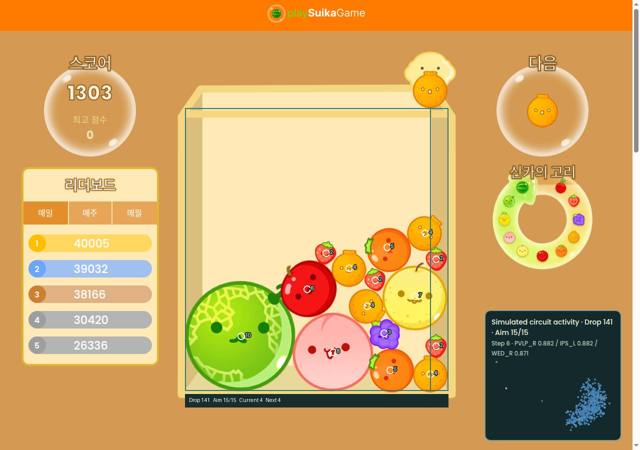 playSuikaGame
스코어
1303
최고 점수
0
다음
리더보드
매일 매주 매월
1 40005
2 39032
3 38166
4 30420
5 26336
싼카의 고리
Simulated circuit activity · Drop 141
· Aim 15/15
Step 6 · PVLP_R 0.882 / IPS_L 0.882 /
WED_R 0.871
Drop 141 Aim 15/15 Current 4 Next 4